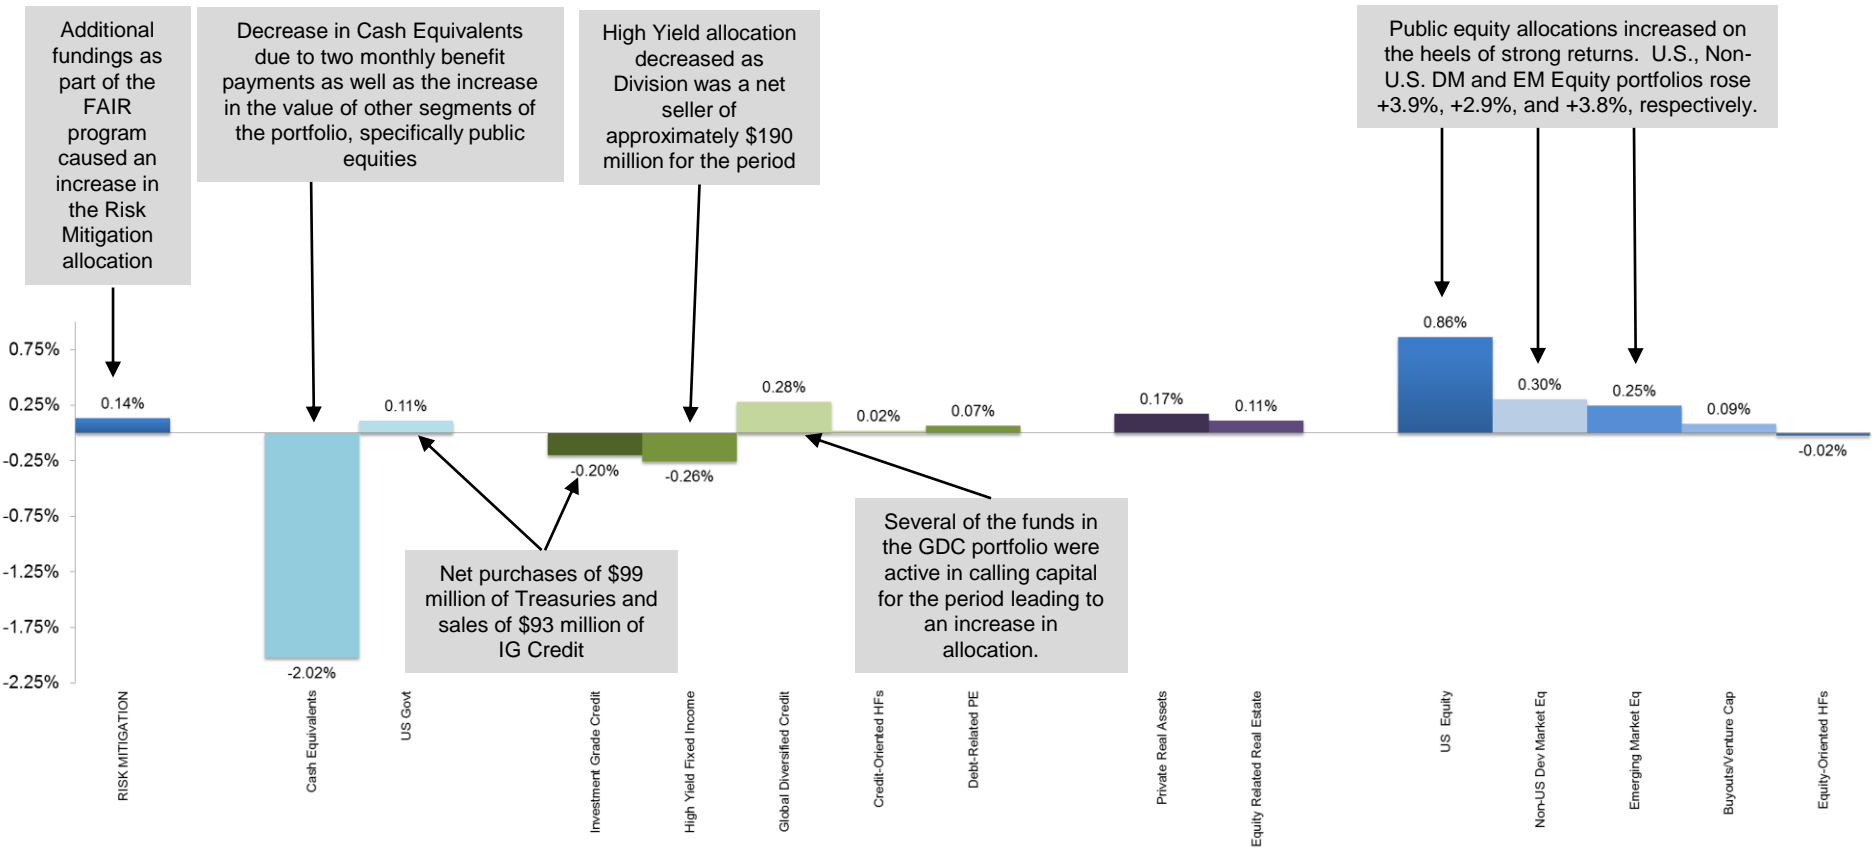 Additional
fundings as
part of the
FAIR
program
caused an
increase in
the Risk
Mitigation
allocation
Decrease in Cash Equivalents
due to two monthly benefit
payments as well as the increase
in the value of other segments of
the portfolio, specifically public
equities
High Yield allocation
decreased as
Division was a net
seller of
approximately $190
million for the period
Public equity allocations increased on
the heels of strong returns.  U.S., Non-
U.S. DM and EM Equity portfolios rose
+3.9%, +2.9%, and +3.8%, respectively.
0.75%
0.25%
-0.25%
-0.75%
-1.25%
-1.75%
-2.25%
0.14%
-2.02%
0.11%
-0.20%
-0.26%
0.28%
0.02%
0.07%
0.17%
0.11%
0.86%
0.30%
0.25%
0.09%
-0.02%
Net purchases of $99
million of Treasuries and
sales of $93 million of
IG Credit
Several of the funds in
the GDC portfolio were
active in calling capital
for the period leading to
an increase in
allocation.
RISK MITIGATION
Cash Equivalents
US Govt
Investment Grade Credit
High Yield Fixed Income
Global Diversified Credit
Credit-Oriented HFs
Debt-Related PE
Private Real Assets
Equity Related Real Estate
US Equity
Non-US Dev Market Eq
Emerging Market Eq
Buyouts/Venture Cap
Equity-Oriented HFs